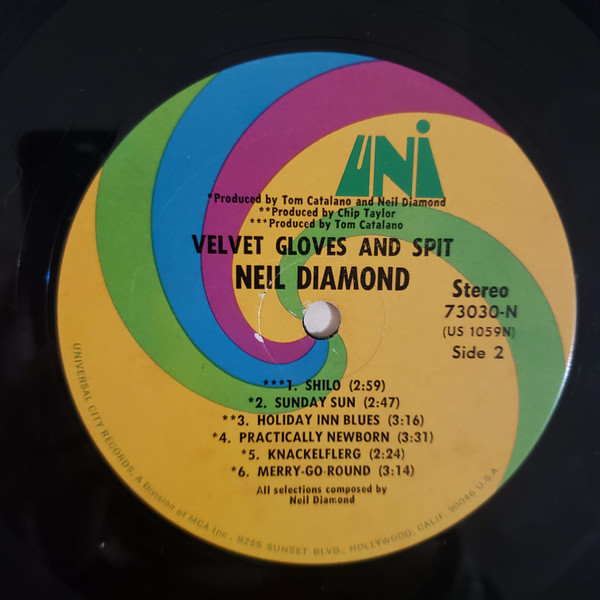 UNI
*Produced by Tom Catalano and Neil Diamond
**Produced by Chip Taylor
***Produced by Tom Catalano
VELVET GLOVES AND SPIT
NEIL DIAMOND
Stereo
73030-N
(US 1059N)
Side 2
***1. SHILO (2:59)
*2. SUNDAY SUN (2:47)
**3. HOLIDAY INN BLUES (3:16)
*4. PRACTICALLY NEWBORN (3:31)
*5. KNACKELFLERG (2:24)
*6. MERRY-GO-ROUND (3:14)
All selections composed by
Neil Diamond
UNIVERSAL CITY RECORDS, A Division of MCA Inc., 8255 SUNSET BLVD., HOLLYWOOD, CALIF. 90046 U.S.A.